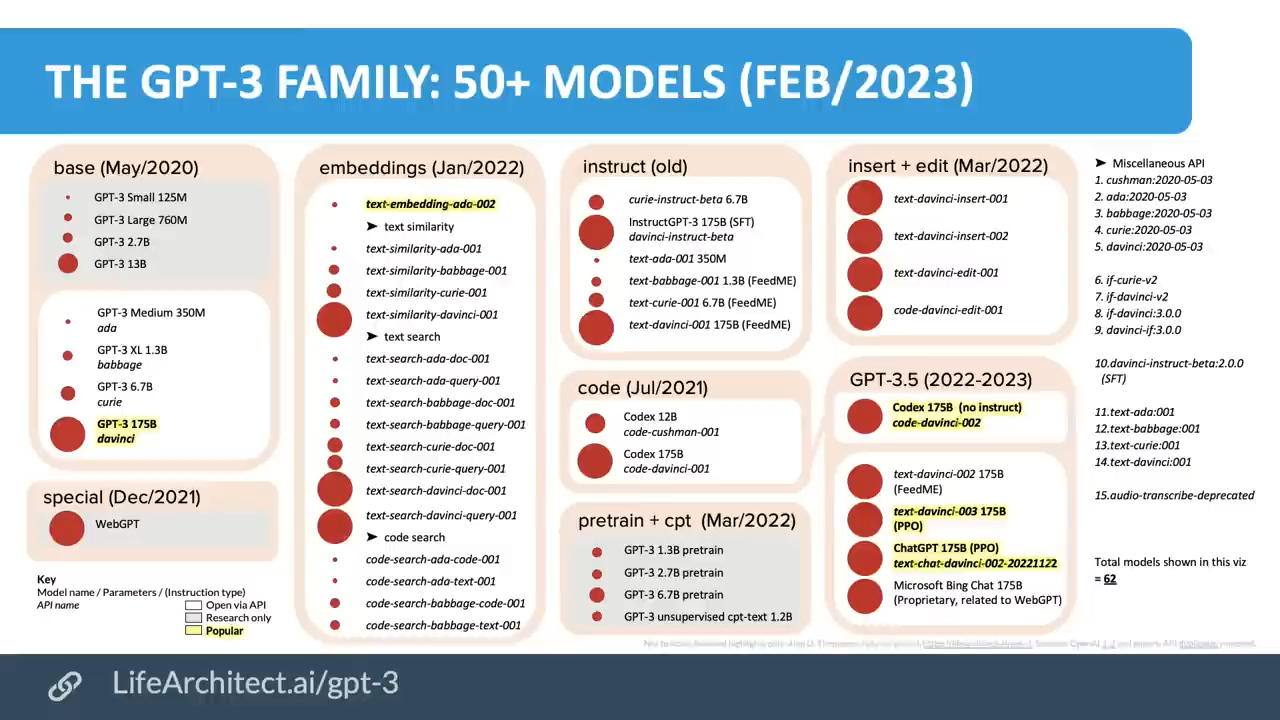 THE GPT-3 FAMILY: 50+ MODELS (FEB/2023)
base (May/2020)
GPT-3 Small 125M
GPT-3 Large 760M
GPT-3 2.7B
GPT-3 13B
GPT-3 Medium 350M
ada
GPT-3 XL 1.3B
babbage
GPT-3 6.7B
curie
GPT-3 175B
davinci
special (Dec/2021)
WebGPT
Key
Model name / Parameters / (Instruction type)
API name
Open via API
Research only
Popular
embeddings (Jan/2022)
text-embedding-ada-002
➤ text similarity
text-similarity-ada-001
text-similarity-babbage-001
text-similarity-curie-001
text-similarity-davinci-001
➤ text search
text-search-ada-doc-001
text-search-ada-query-001
text-search-babbage-doc-001
text-search-babbage-query-001
text-search-curie-doc-001
text-search-curie-query-001
text-search-davinci-doc-001
text-search-davinci-query-001
➤ code search
code-search-ada-code-001
code-search-ada-text-001
code-search-babbage-code-001
code-search-babbage-text-001
instruct (old)
curie-instruct-beta 6.7B
InstructGPT-3 175B (SFT)
davinci-instruct-beta
text-ada-001 350M
text-babbage-001 1.3B (FeedME)
text-curie-001 6.7B (FeedME)
text-davinci-001 175B (FeedME)
code (Jul/2021)
Codex 12B
code-cushman-001
Codex 175B
code-davinci-001
pretrain + cpt (Mar/2022)
GPT-3 1.3B pretrain
GPT-3 2.7B pretrain
GPT-3 6.7B pretrain
GPT-3 unsupervised cpt-text 1.2B
insert + edit (Mar/2022)
text-davinci-insert-001
text-davinci-insert-002
text-davinci-edit-001
code-davinci-edit-001
GPT-3.5 (2022-2023)
Codex 175B (no instruct)
code-davinci-002
text-davinci-002 175B
(FeedME)
text-davinci-003 175B
(PPO)
ChatGPT 175B (PPO)
text-chat-davinci-002-20221122
Microsoft Bing Chat 175B
(Proprietary, related to WebGPT)
➤ Miscellaneous API
1. cushman:2020-05-03
2. ada:2020-05-03
3. babbage:2020-05-03
4. curie:2020-05-03
5. davinci:2020-05-03
6. if-curie-v2
7. if-davinci-v2
8. if-davinci:3.0.0
9. davinci-if:3.0.0
10.davinci-instruct-beta:2.0.0
(SFT)
11.text-ada:001
12.text-babbage:001
13.text-curie:001
14.text-davinci:001
15.audio-transcribe-deprecated
Total models shown in this viz
= 62
LifeArchitect.ai/gpt-3